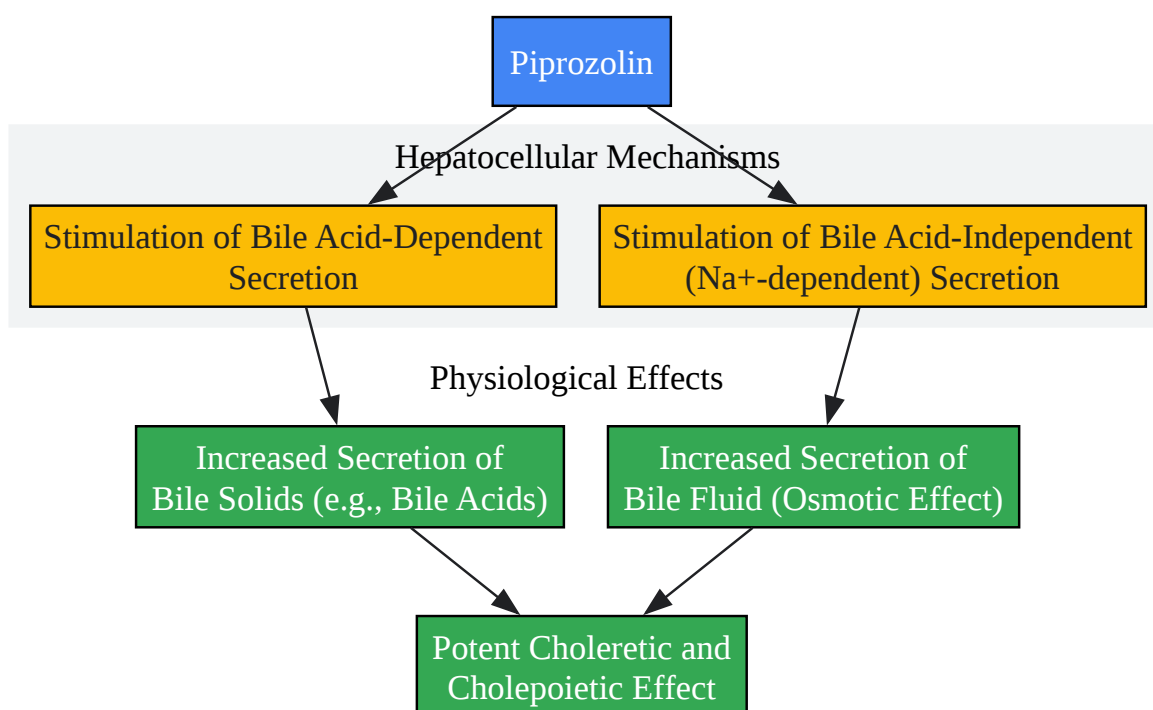 Piprozolin
Hepatocellular Mechanisms
Stimulation of Bile Acid-Dependent
Secretion
Stimulation of Bile Acid-Independent
(Na+-dependent) Secretion
Physiological Effects
Increased Secretion of
Bile Solids (e.g., Bile Acids)
Increased Secretion of
Bile Fluid (Osmotic Effect)
Potent Choleretic and
Cholepoietic Effect